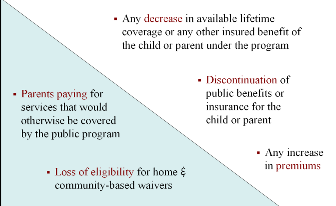 ▪ Any decrease in available lifetime
coverage or any other insured benefit of
the child or parent under the program
▪ Discontinuation of
public benefits or
insurance for the
child or parent
▪ Parents paying for
services that would
otherwise be covered
by the public program
▪ Any increase
in premiums
▪ Loss of eligibility for home &
community-based waivers